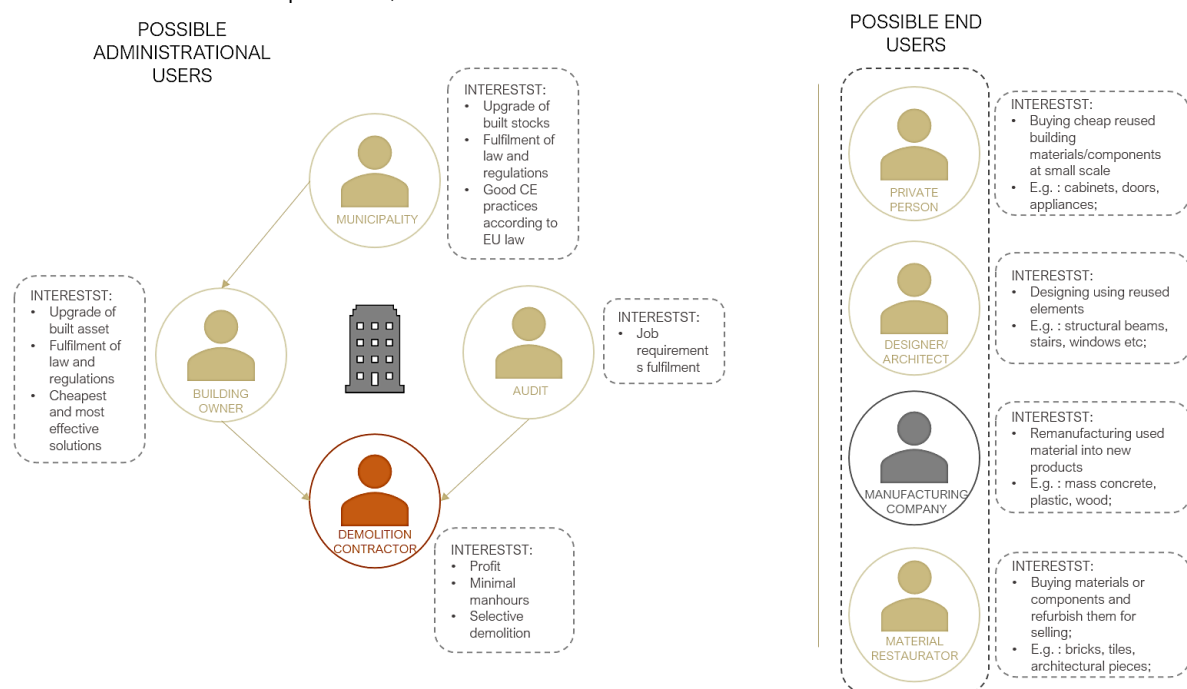 POSSIBLE
ADMINISTRATIONAL
USERS
INTERESTST:
• Upgrade of
built stocks
• Fulfilment of
law and
regulations
• Good CE
practices
according to
EU law
MUNICIPALITY
INTERESTST:
• Upgrade of
built asset
• Fulfilment of
law and
regulations
• Cheapest
and most
effective
solutions
BUILDING
OWNER
AUDIT
INTERESTST:
• Job
requirement
s fulfilment
DEMOLITION
CONTRACTOR
INTERESTST:
• Profit
• Minimal
manhours
• Selective
demolition
POSSIBLE END
USERS
PRIVATE
PERSON
INTERESTST:
• Buying cheap reused
building
materials/components
at small scale
• E.g. : cabinets, doors,
appliances;
DESIGNER/
ARCHITECT
INTERESTST:
• Designing using reused
elements
• E.g. : structural beams,
stairs, windows etc;
MANUFACTURING
COMPANY
INTERESTST:
• Remanufacturing used
material into new
products
• E.g. : mass concrete,
plastic, wood;
MATERIAL
RESTAURATOR
INTERESTST:
• Buying materials or
components and
refurbish them for
selling;
• E.g. : bricks, tiles,
architectural pieces;